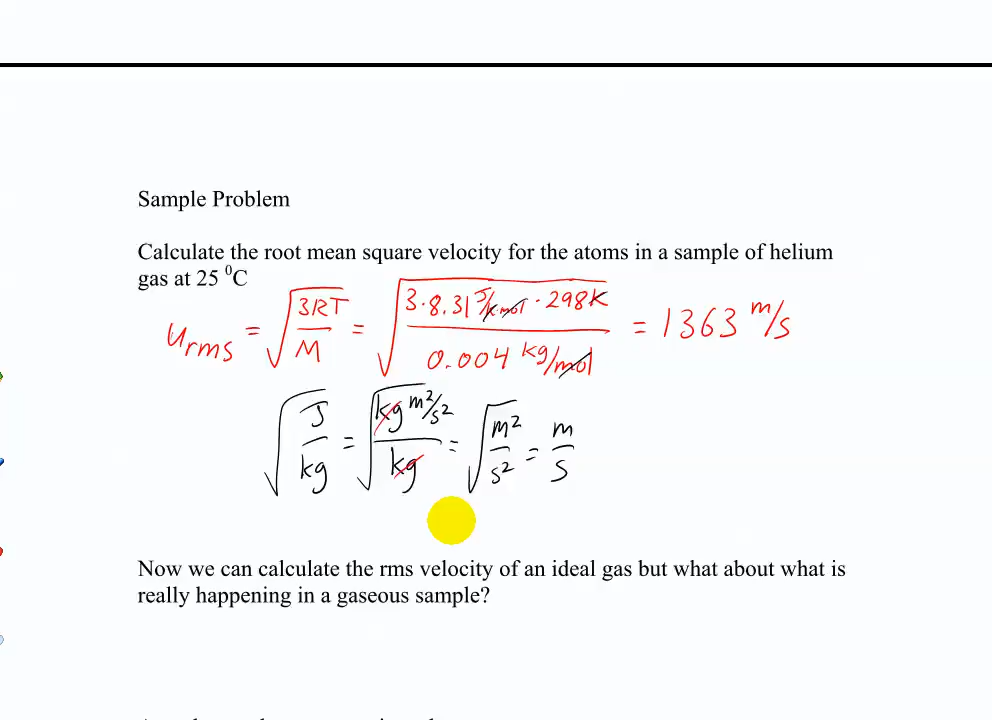 Sample Problem
Calculate the root mean square velocity for the atoms in a sample of helium
gas at 25 ⁰C
u_rms = √(3RT/M) = √(3·8.31 J/K·mol · 298K / 0.004 kg/mol) = 1363 m/s
√(J/kg) = √(kg m²/s² / kg) = √(m²/s²) = m/s
Now we can calculate the rms velocity of an ideal gas but what about what is
really happening in a gaseous sample?